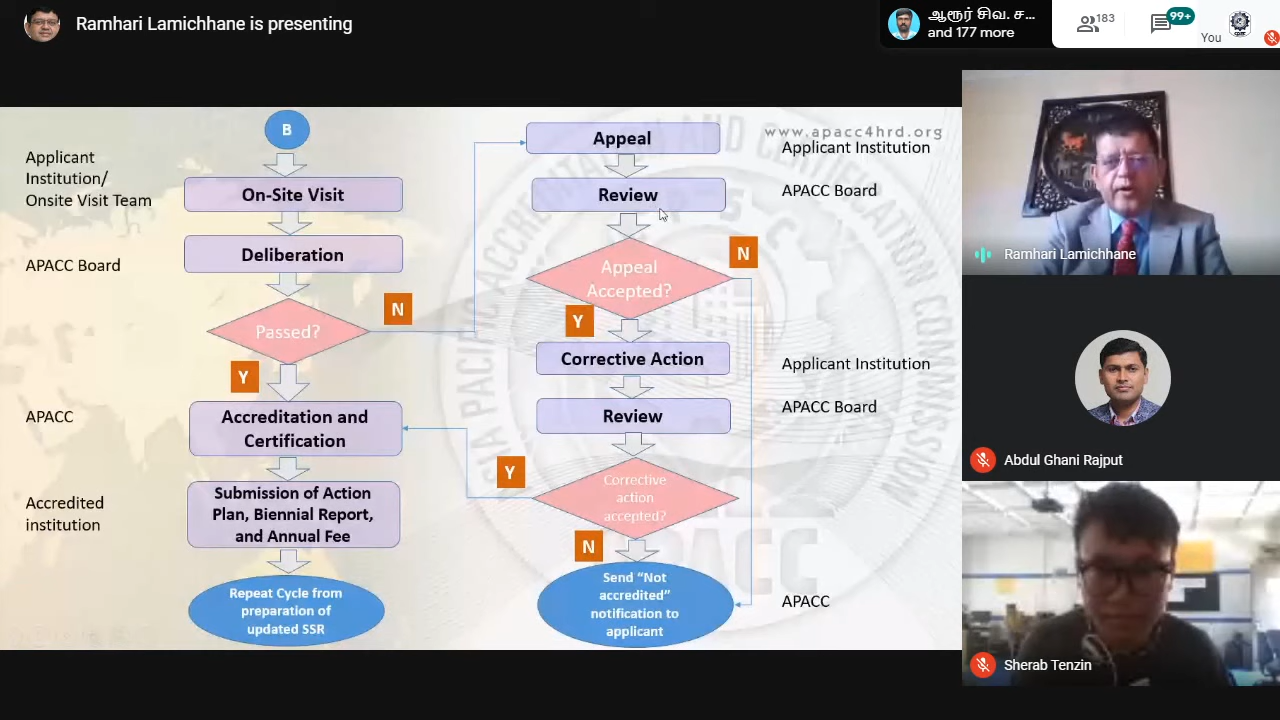 Ramhari Lamichhane is presenting
ஆரூர் சிவ. ச...
and 177 more
183
99+
You
B
Applicant
Institution/
Onsite Visit Team
On-Site Visit
APACC Board
Deliberation
Passed?
N
Y
APACC
Accreditation and
Certification
Accredited
institution
Submission of Action
Plan, Biennial Report,
and Annual Fee
Repeat Cycle from
preparation of
updated SSR
www.apacc4hrd.org
Appeal
Applicant Institution
Review
APACC Board
Appeal
Accepted?
N
Y
Corrective Action
Applicant Institution
Review
APACC Board
Corrective
action
accepted?
Y
N
Send “Not
accredited”
notification to
applicant
APACC
Ramhari Lamichhane
Abdul Ghani Rajput
Sherab Tenzin